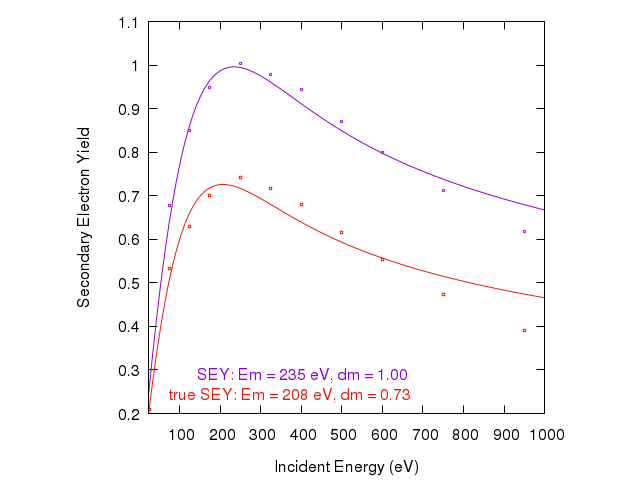 1.1
1
0.9
0.8
0.7
0.6
0.5
0.4
0.3
0.2
Secondary Electron Yield
SEY: Em = 235 eV, dm = 1.00
true SEY: Em = 208 eV, dm = 0.73
100 200 300 400 500 600 700 800 900 1000
Incident Energy (eV)